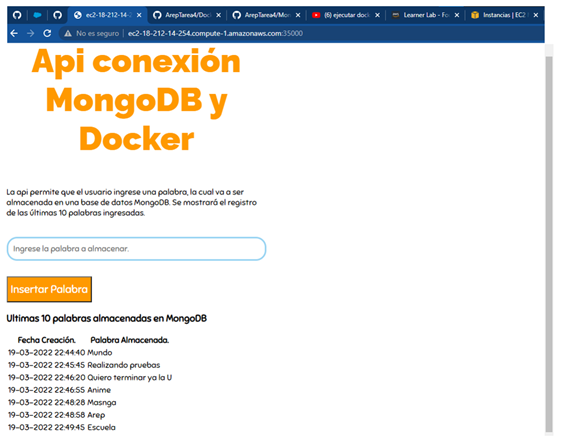 ec2-18-212-14-2
ArepTarea4/Doc
ArepTarea4/Mon
(6) ejecutar dock
Learner Lab - Fo
Instancias | EC2
No es seguro | ec2-18-212-14-254.compute-1.amazonaws.com:35000
Api conexión
MongoDB y
Docker
La api permite que el usuario ingrese una palabra, la cual va a ser
almacenada en una base de datos MongoDB. Se mostrará el registro
de las últimas 10 palabras ingresadas.
Ingrese la palabra a almacenar.
Insertar Palabra
Ultimas 10 palabras almacenadas en MongoDB
Fecha Creación. Palabra Almacenada.
19-03-2022 22:44:40 Mundo
19-03-2022 22:45:45 Realizando pruebas
19-03-2022 22:46:20 Quiero terminar ya la U
19-03-2022 22:46:55 Anime
19-03-2022 22:48:28 Masnga
19-03-2022 22:48:58 Arep
19-03-2022 22:49:45 Escuela